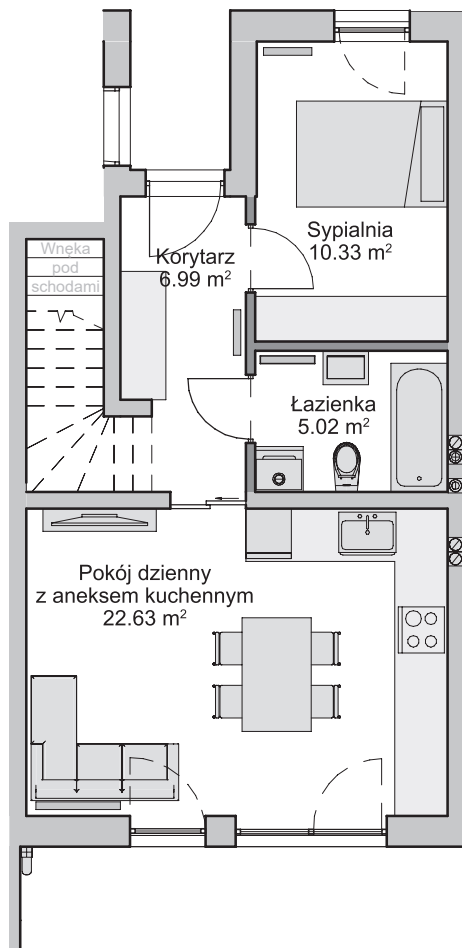 Sypialnia
10.33 m²
Wnęka
pod
schodami
Korytarz
6.99 m²
Łazienka
5.02 m²
Pokój dzienny
z aneksem kuchennym
22.63 m²